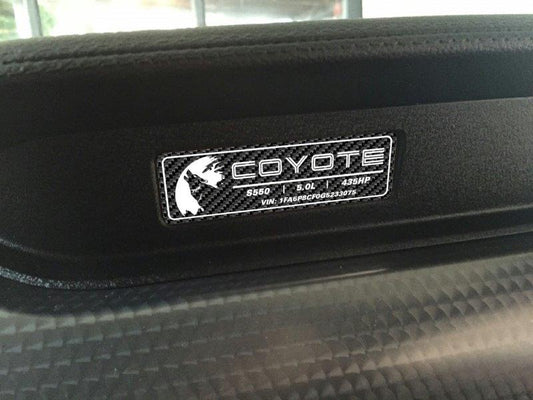 COYOTE
S550 | 5.0L | 435HP
VIN: 1FA6P8CF0G5233075